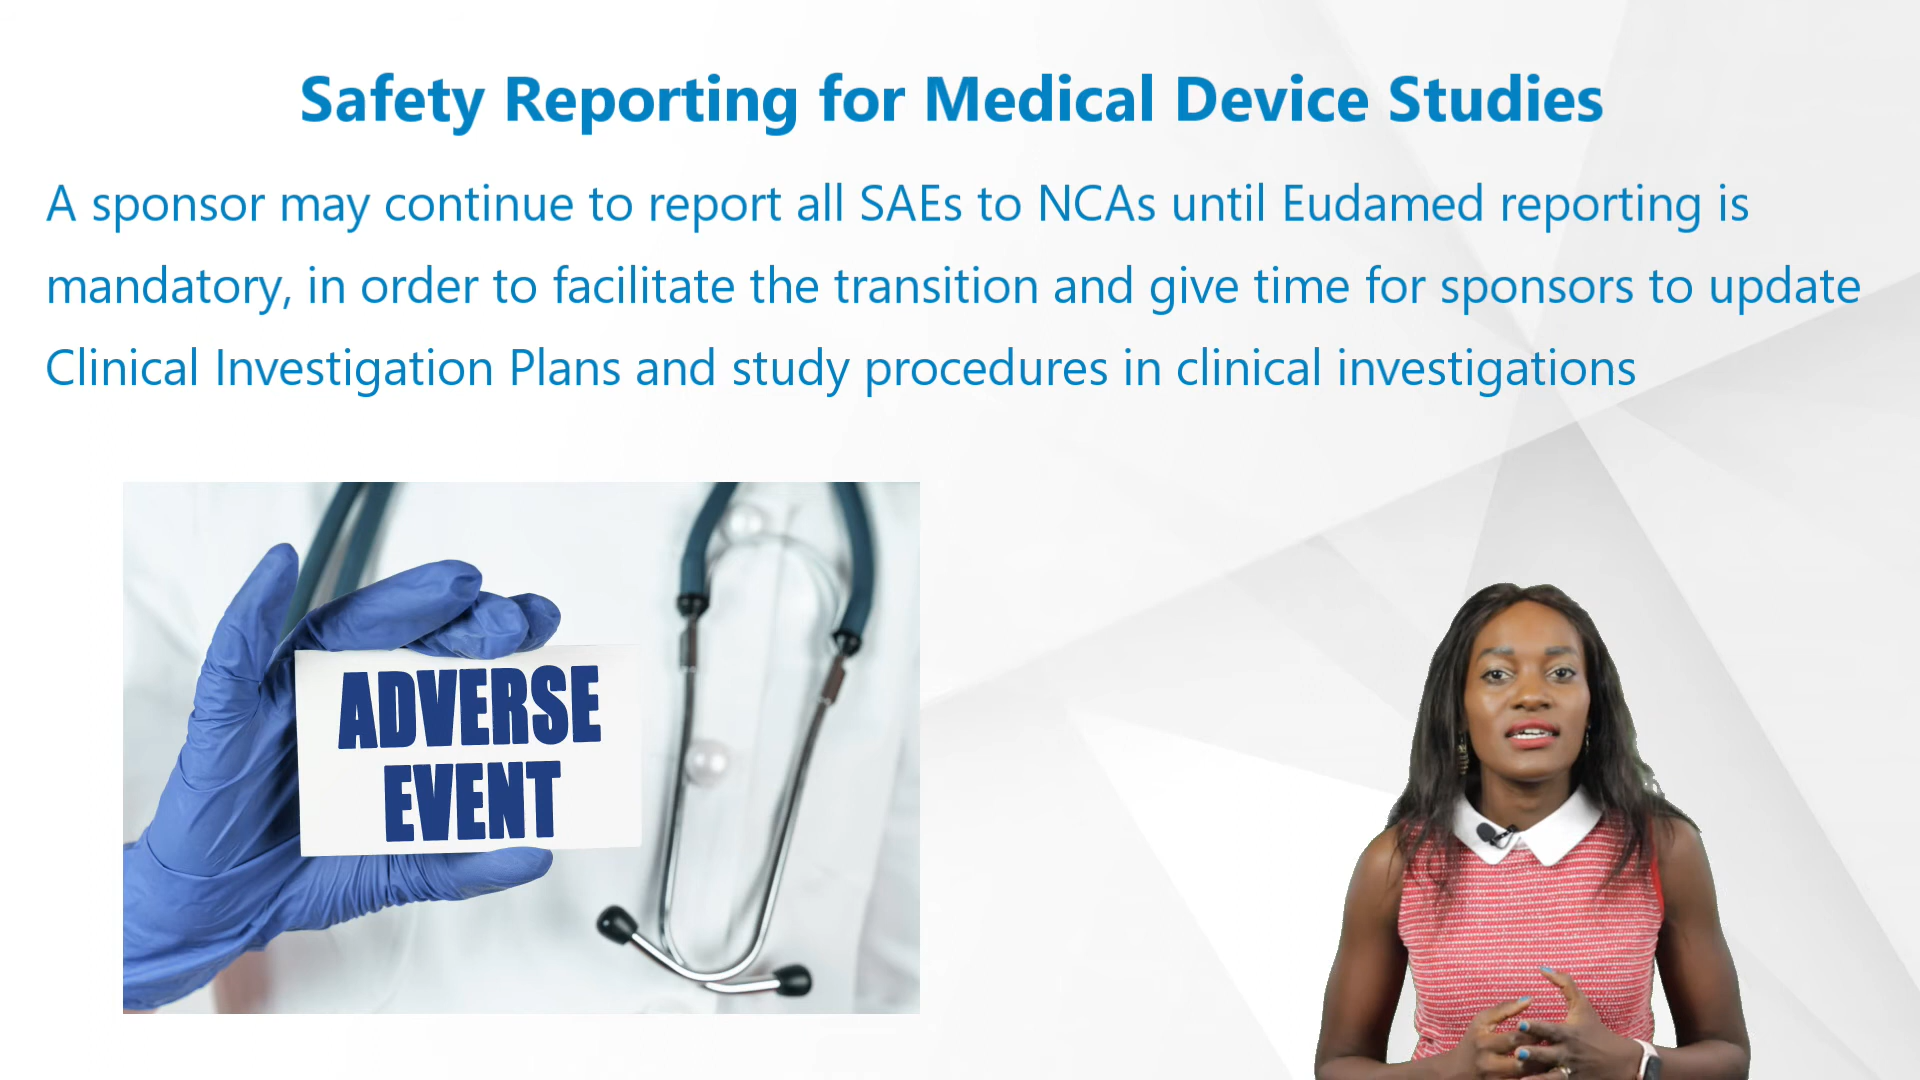 Safety Reporting for Medical Device Studies
A sponsor may continue to report all SAEs to NCAs until Eudamed reporting is
mandatory, in order to facilitate the transition and give time for sponsors to update
Clinical Investigation Plans and study procedures in clinical investigations
ADVERSE
EVENT